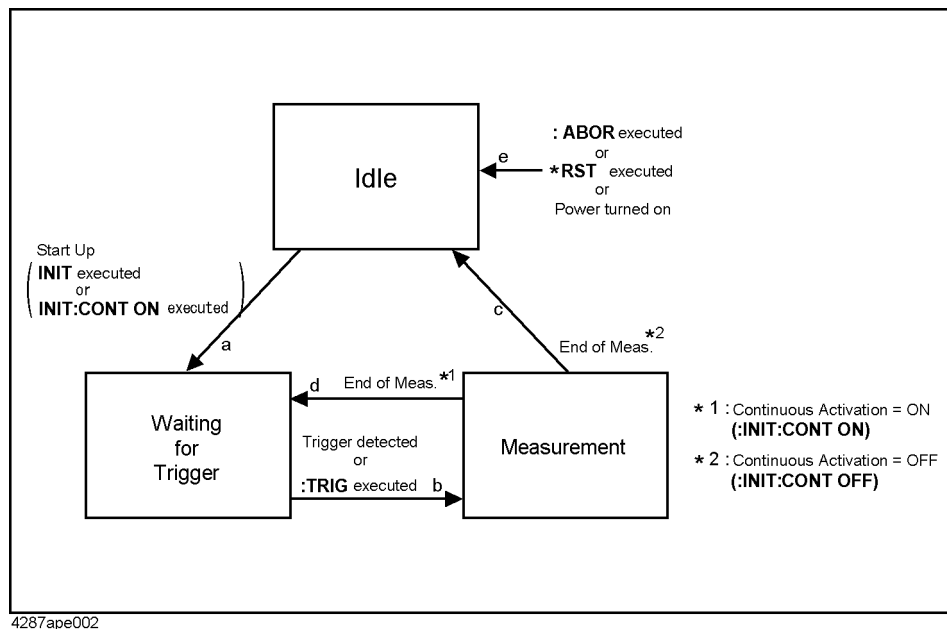 : ABOR executed
or
*RST executed
or
Power turned on
e
Idle
Start Up
INIT executed
or
INIT:CONT ON executed
a
c
End of Meas.*2
d
End of Meas.*1
Waiting
for
Trigger
Trigger detected
or
:TRIG executed
b
Measurement
* 1 : Continuous Activation = ON
(:INIT:CONT ON)
* 2 : Continuous Activation = OFF
(:INIT:CONT OFF)
4287ape002